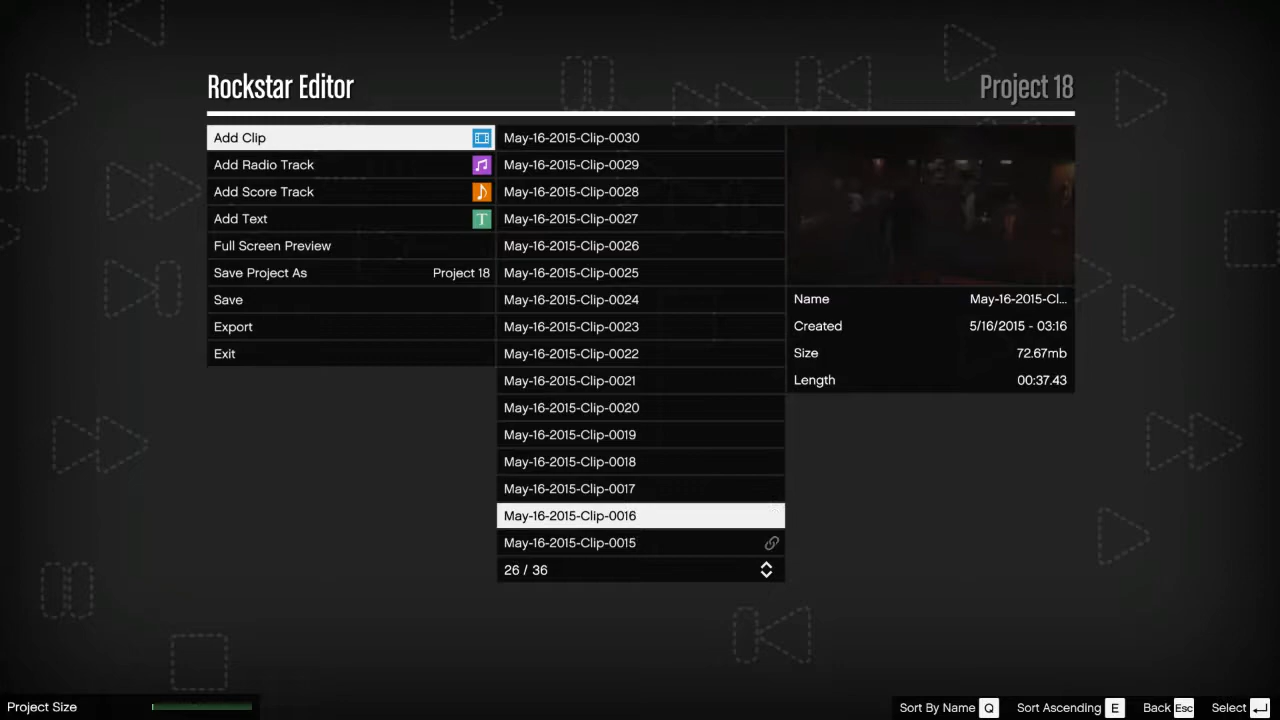 Rockstar Editor
Project 18
Add Clip
Add Radio Track
Add Score Track
Add Text
T
Full Screen Preview
Save Project As Project 18
Save
Export
Exit
May-16-2015-Clip-0030
May-16-2015-Clip-0029
May-16-2015-Clip-0028
May-16-2015-Clip-0027
May-16-2015-Clip-0026
May-16-2015-Clip-0025
May-16-2015-Clip-0024
May-16-2015-Clip-0023
May-16-2015-Clip-0022
May-16-2015-Clip-0021
May-16-2015-Clip-0020
May-16-2015-Clip-0019
May-16-2015-Clip-0018
May-16-2015-Clip-0017
May-16-2015-Clip-0016
May-16-2015-Clip-0015
26 / 36
Name May-16-2015-Cl...
Created 5/16/2015 - 03:16
Size 72.67mb
Length 00:37.43
Project Size
Sort By Name Q Sort Ascending E Back Esc Select